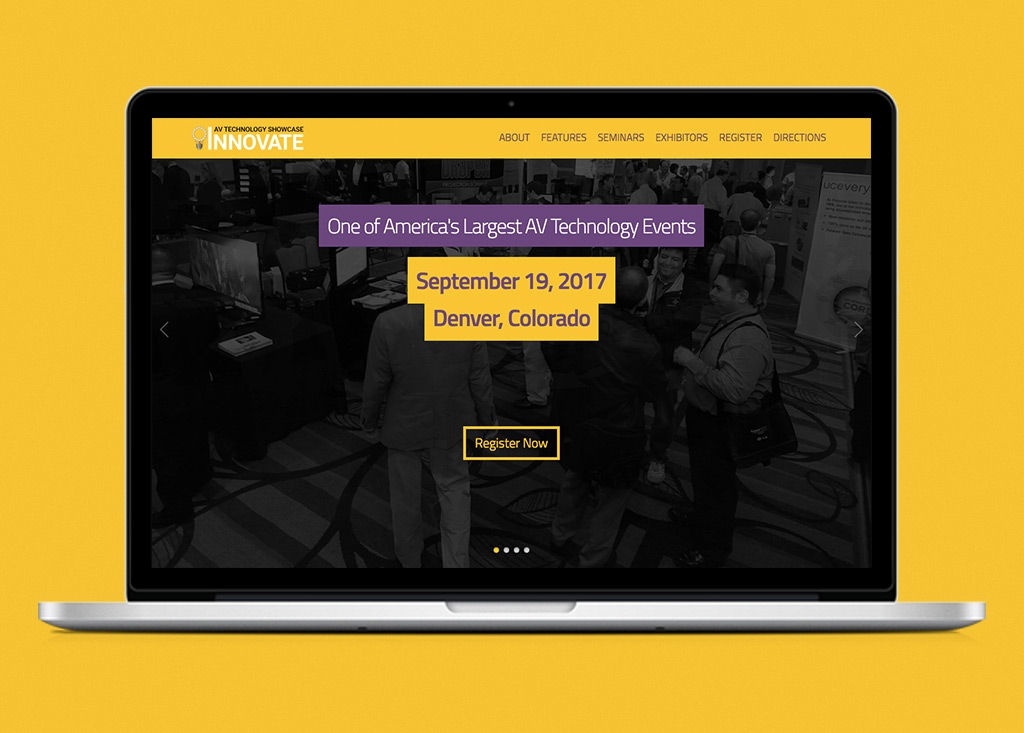 AV TECHNOLOGY SHOWCASE
INNOVATE
ABOUT FEATURES SEMINARS EXHIBITORS REGISTER DIRECTIONS
One of America's Largest AV Technology Events
September 19, 2017
Denver, Colorado
Register Now
ucevery